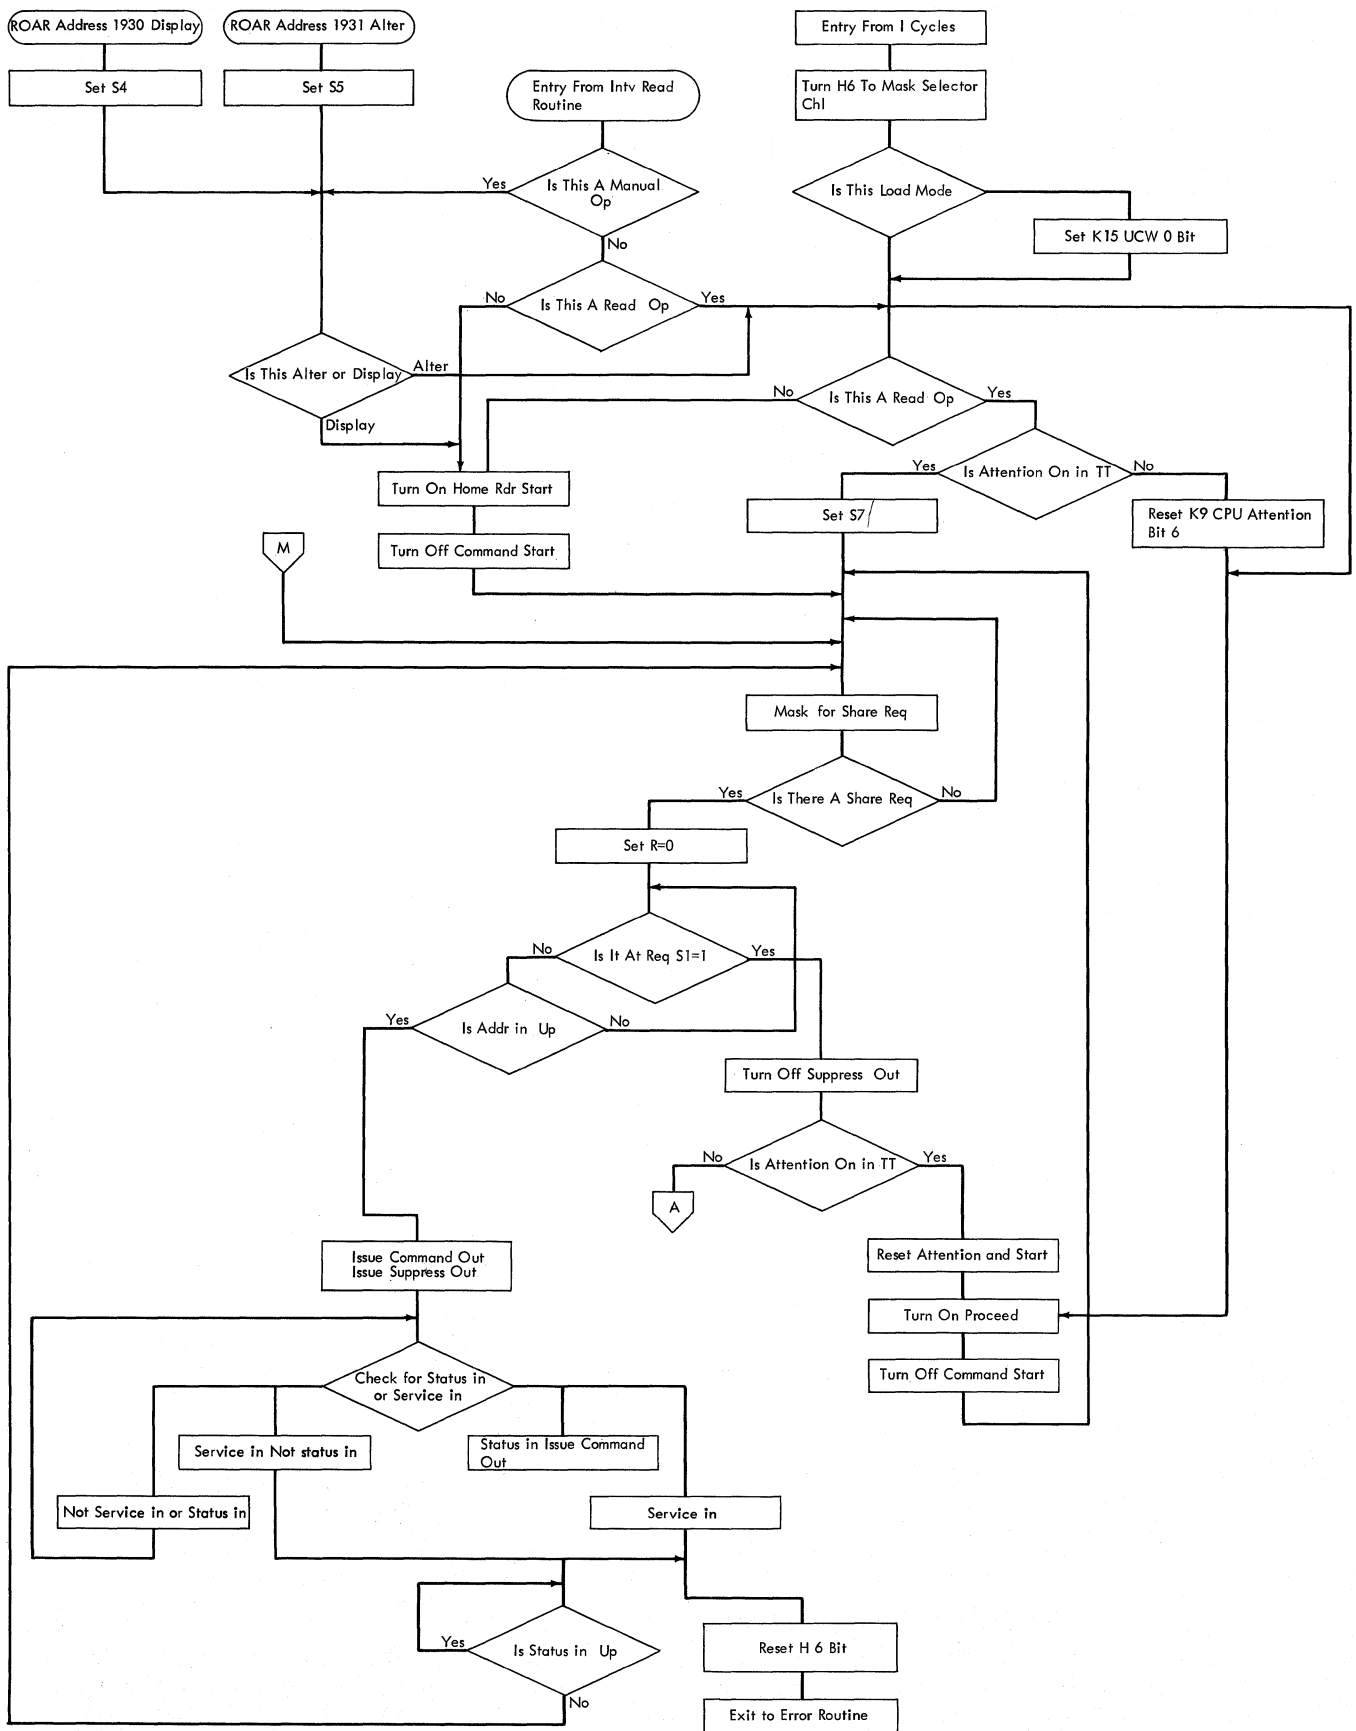 ROAR Address 1930 Display
ROAR Address 1931 Alter
Entry From I Cycles
Set S4
Set S5
Entry From Intv Read
Routine
Turn H6 To Mask Selector
Chl
Yes
Is This A Manual
Op
Is This Load Mode
No
Set K15 UCW 0 Bit
No
Is This A Read Op
Yes
Is This Alter or Display
Alter
No
Is This A Read Op
Yes
Display
Yes
Is Attention On in TT
No
Turn On Home Rdr Start
Set S7
Reset K9 CPU Attention
Bit 6
M
Turn Off Command Start
Mask for Share Req
Yes
Is There A Share Req
No
Set R=0
No
Is It At Req S1=1
Yes
Yes
Is Addr in Up
No
Turn Off Suppress Out
No
Is Attention On in TT
Yes
A
Issue Command Out
Issue Suppress Out
Reset Attention and Start
Turn On Proceed
Check for Status in
or Service in
Turn Off Command Start
Service in Not status in
Status in Issue Command
Out
Not Service in or Status in
Service in
Yes
Is Status in Up
Reset H 6 Bit
No
Exit to Error Routine